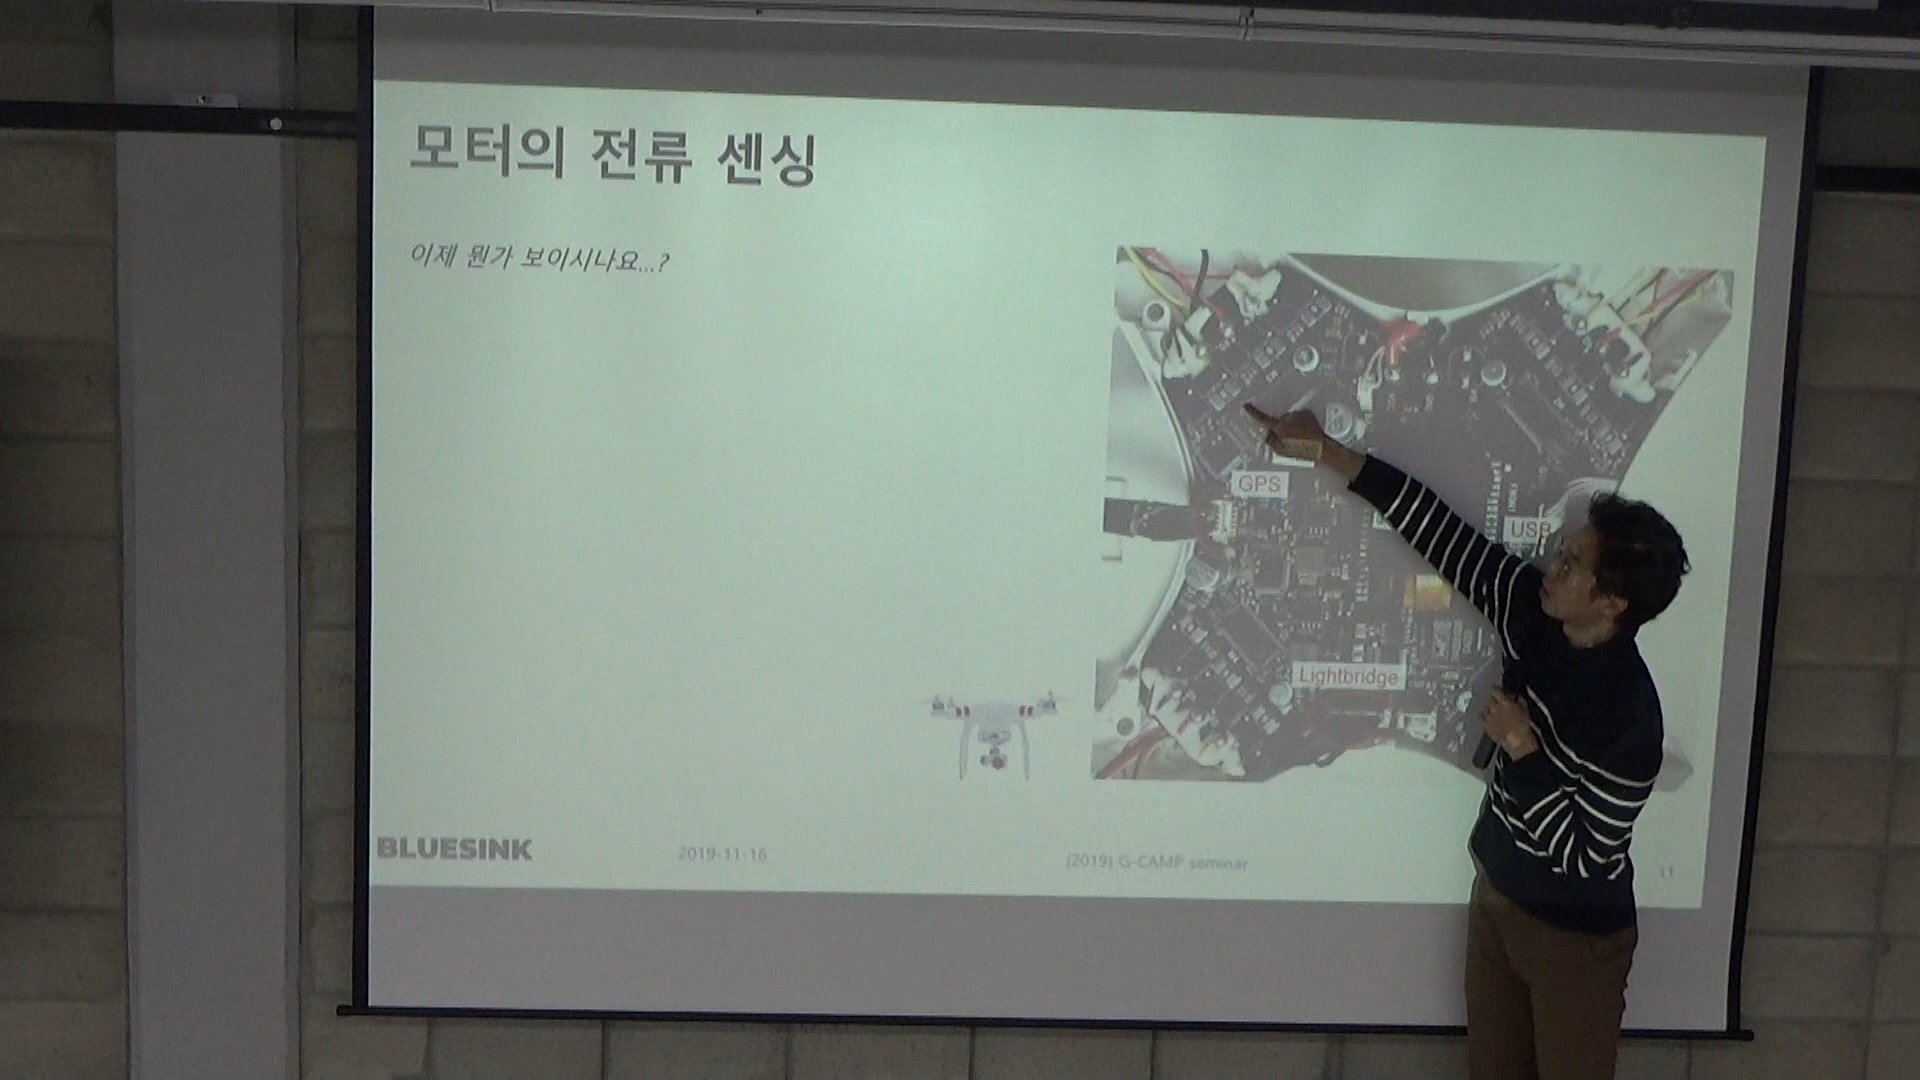 모터의 전류 센싱
이제 뭔가 보이시나요...?
GPS
USB
Lightbridge
BLUESINK
2019-11-16
(2019) G-CAMP seminar
11